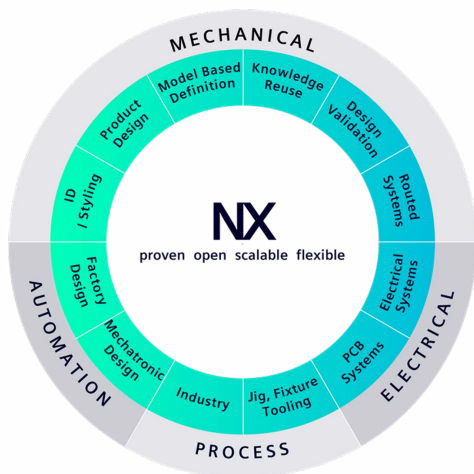 MECHANICAL
Model Based
Definition
Knowledge
Reuse
Design
Validation
Routed
Systems
Electrical
Systems
PCB
Systems
Jig, Fixture
Tooling
Industry
Mechatronic
Design
Factory
Design
ID
/ Styling
Product
Design
NX
proven open scalable flexible
AUTOMATION
ELECTRICAL
PROCESS